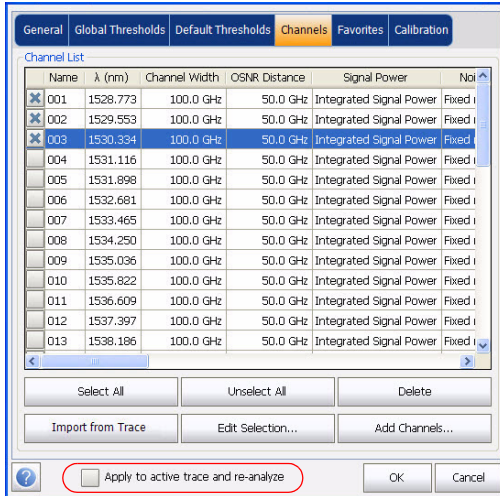 General Global Thresholds Default Thresholds Channels Favorites Calibration
Channel List
Name λ (nm) Channel Width OSNR Distance Signal Power Noi
001 1528.773 100.0 GHz 50.0 GHz Integrated Signal Power Fixed r
002 1529.553 100.0 GHz 50.0 GHz Integrated Signal Power Fixed r
003 1530.334 100.0 GHz 50.0 GHz Integrated Signal Power Fixed r
004 1531.116 100.0 GHz 50.0 GHz Integrated Signal Power Fixed r
005 1531.898 100.0 GHz 50.0 GHz Integrated Signal Power Fixed r
006 1532.681 100.0 GHz 50.0 GHz Integrated Signal Power Fixed r
007 1533.465 100.0 GHz 50.0 GHz Integrated Signal Power Fixed r
008 1534.250 100.0 GHz 50.0 GHz Integrated Signal Power Fixed r
009 1535.036 100.0 GHz 50.0 GHz Integrated Signal Power Fixed r
010 1535.822 100.0 GHz 50.0 GHz Integrated Signal Power Fixed r
011 1536.609 100.0 GHz 50.0 GHz Integrated Signal Power Fixed r
012 1537.397 100.0 GHz 50.0 GHz Integrated Signal Power Fixed r
013 1538.186 100.0 GHz 50.0 GHz Integrated Signal Power Fixed r
Select All Unselect All Delete
Import from Trace Edit Selection... Add Channels...
? Apply to active trace and re-analyze OK Cancel